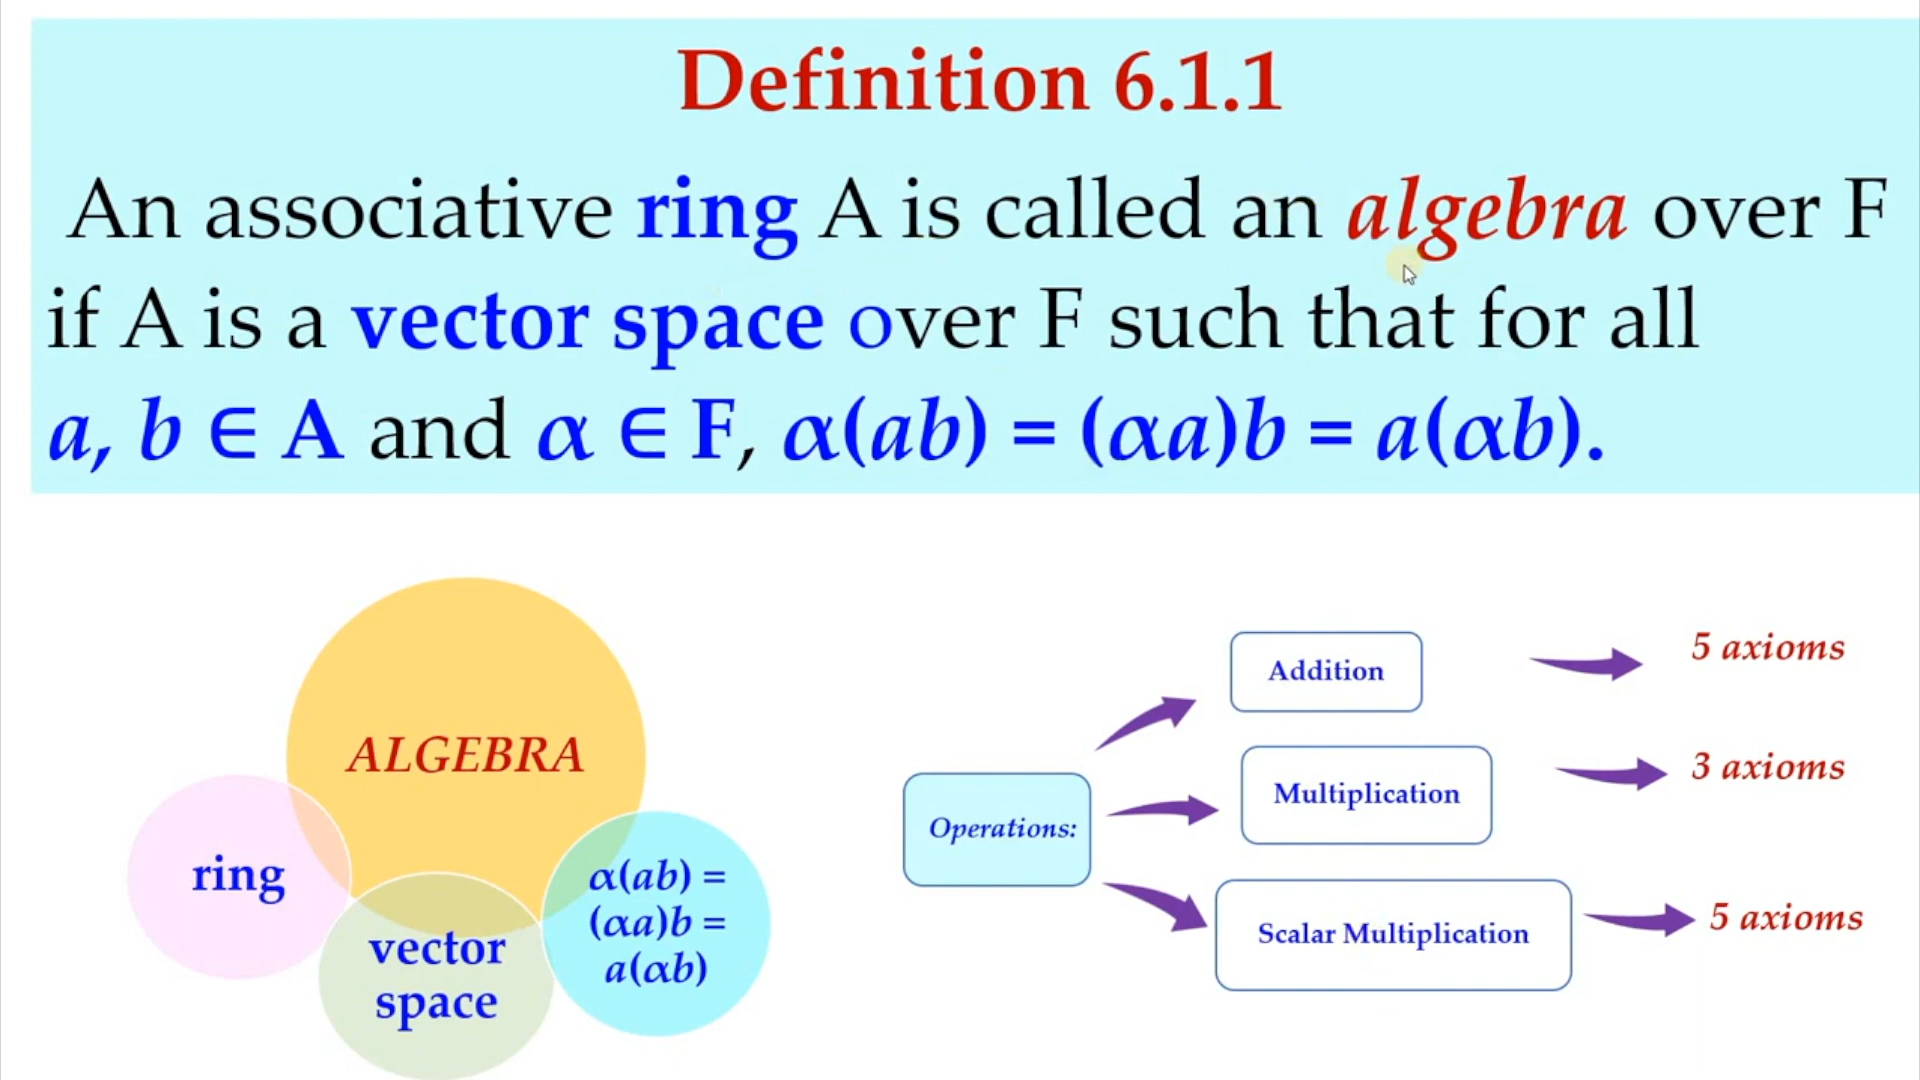 Definition 6.1.1
An associative ring A is called an algebra over F
if A is a vector space over F such that for all
a, b ∈ A and α ∈ F, α(ab) = (αa)b = a(αb).
ALGEBRA
ring
vector
space
α(ab) =
(αa)b =
a(αb)
Operations:
Addition
5 axioms
Multiplication
3 axioms
Scalar Multiplication
5 axioms